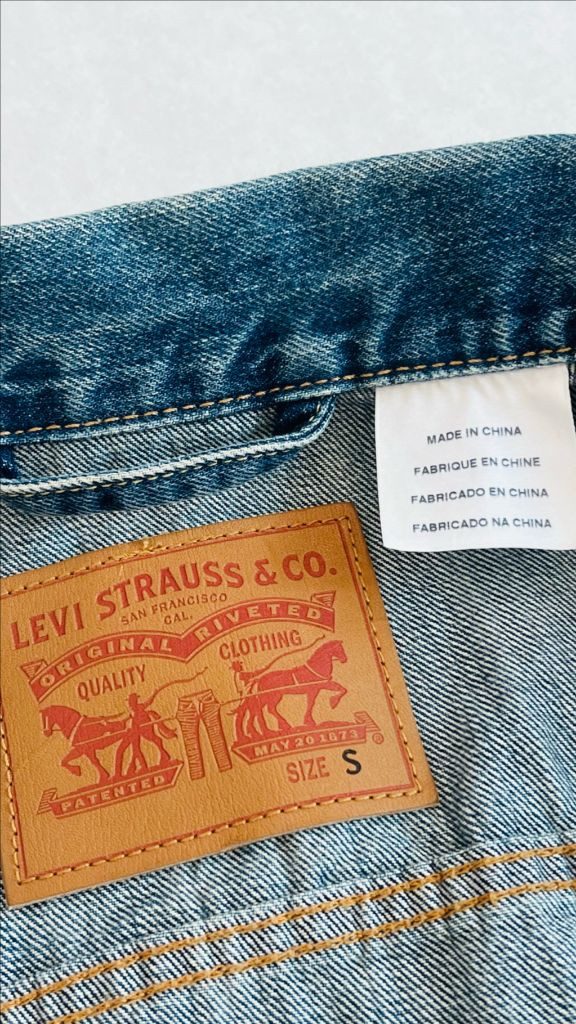 MADE IN CHINA
FABRIQUE EN CHINE
FABRICADO EN CHINA
FABRICADO NA CHINA
LEVI STRAUSS & CO.
SAN FRANCISCO
CAL.
ORIGINAL RIVETED
QUALITY CLOTHING
PATENTED MAY 20 1873 ®
SIZE S